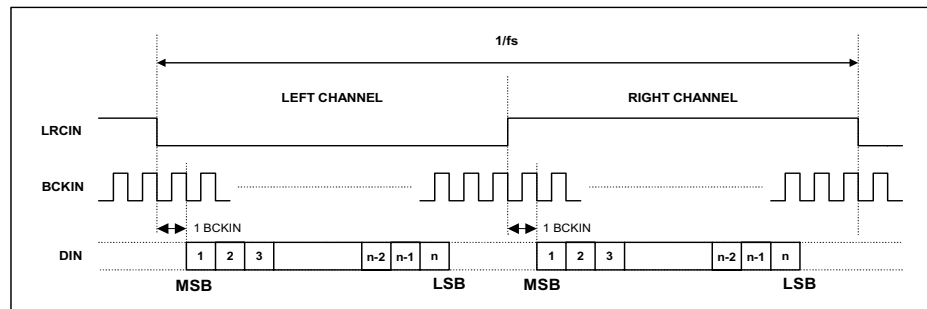 1/fs
LEFT CHANNEL RIGHT CHANNEL
LRCIN
BCKIN
1 BCKIN 1 BCKIN
DIN 1 2 3 n-2 n-1 n 1 2 3 n-2 n-1 n
MSB LSB MSB LSB